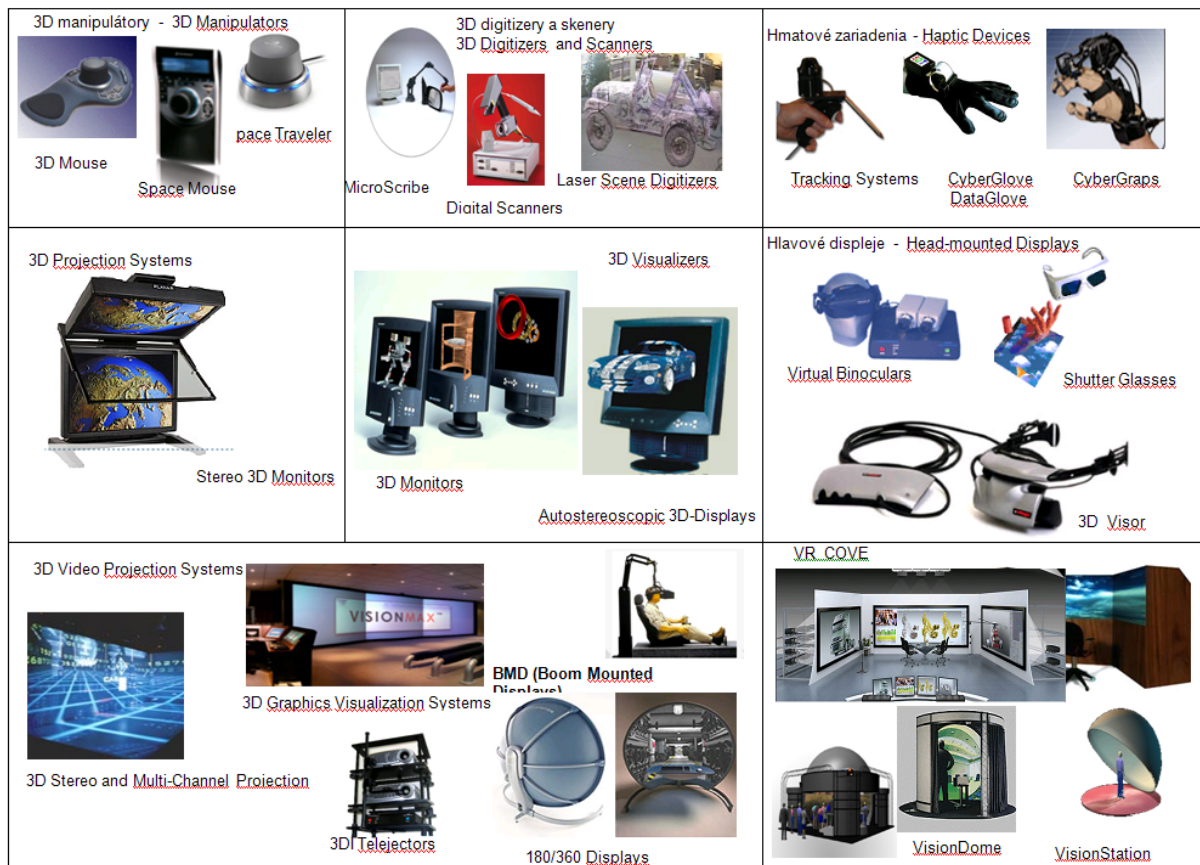 3D manipulátory - 3D Manipulators
pace Traveler
3D Mouse
Space Mouse
3D digitizery a skenery
3D Digitizers and Scanners
MicroScribe
Laser Scene Digitizers
Digital Scanners
Hmatové zariadenia - Haptic Devices
Tracking Systems
CyberGlove
DataGlove
CyberGraps
3D Projection Systems
PLANAR
Stereo 3D Monitors
3D Visualizers
3D Monitors
Autostereoscopic 3D-Displays
Hlavové displeje - Head-mounted Displays
Virtual Binoculars
Shutter Glasses
3D Visor
3D Video Projection Systems
3D Stereo and Multi-Channel Projection
VISIONMAX
3D Graphics Visualization Systems
BMD (Boom Mounted
Displays)
3D Telejectors
180/360 Displays
VR COVE
VisionDome
VisionStation